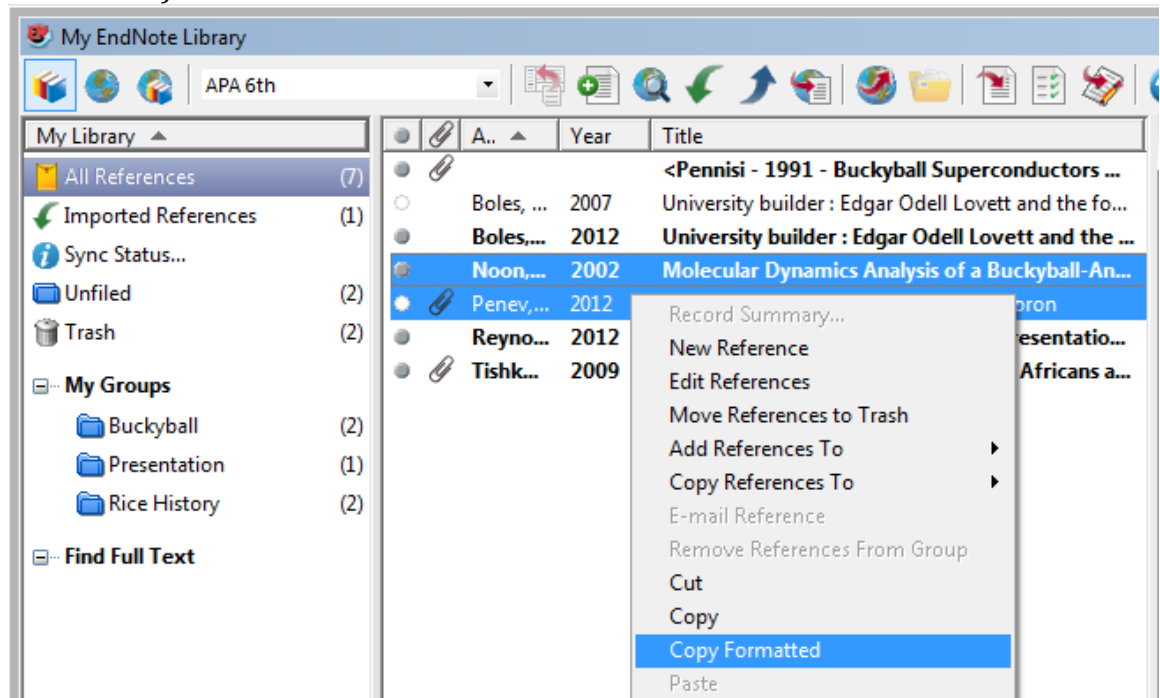 My EndNote Library
APA 6th
My Library
All References (7)
Imported References (1)
Sync Status...
Unfiled (2)
Trash (2)
My Groups
Buckyball (2)
Presentation (1)
Rice History (2)
Find Full Text
A.. Year Title
<Pennisi - 1991 - Buckyball Superconductors ...
Boles, ... 2007 University builder : Edgar Odell Lovett and the fo...
Boles,... 2012 University builder : Edgar Odell Lovett and the ...
Noon,... 2002 Molecular Dynamics Analysis of a Buckyball-An...
Penev,... 2012 oron
Reyno... 2012 esentatio...
Tishk... 2009 Africans a...
Record Summary...
New Reference
Edit References
Move References to Trash
Add References To
Copy References To
E-mail Reference
Remove References From Group
Cut
Copy
Copy Formatted
Paste